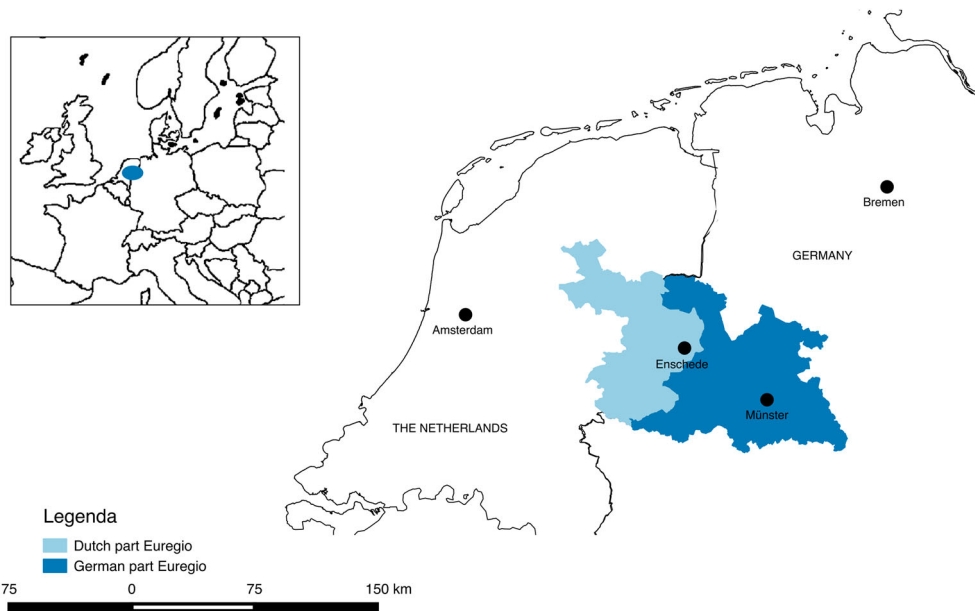 Bremen
GERMANY
Amsterdam
Enschede
Münster
THE NETHERLANDS
Legenda
Dutch part Euregio
German part Euregio
75 0 75 150 km